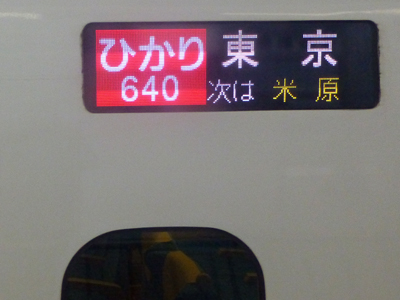 ひかり 東京
640 次は 米原